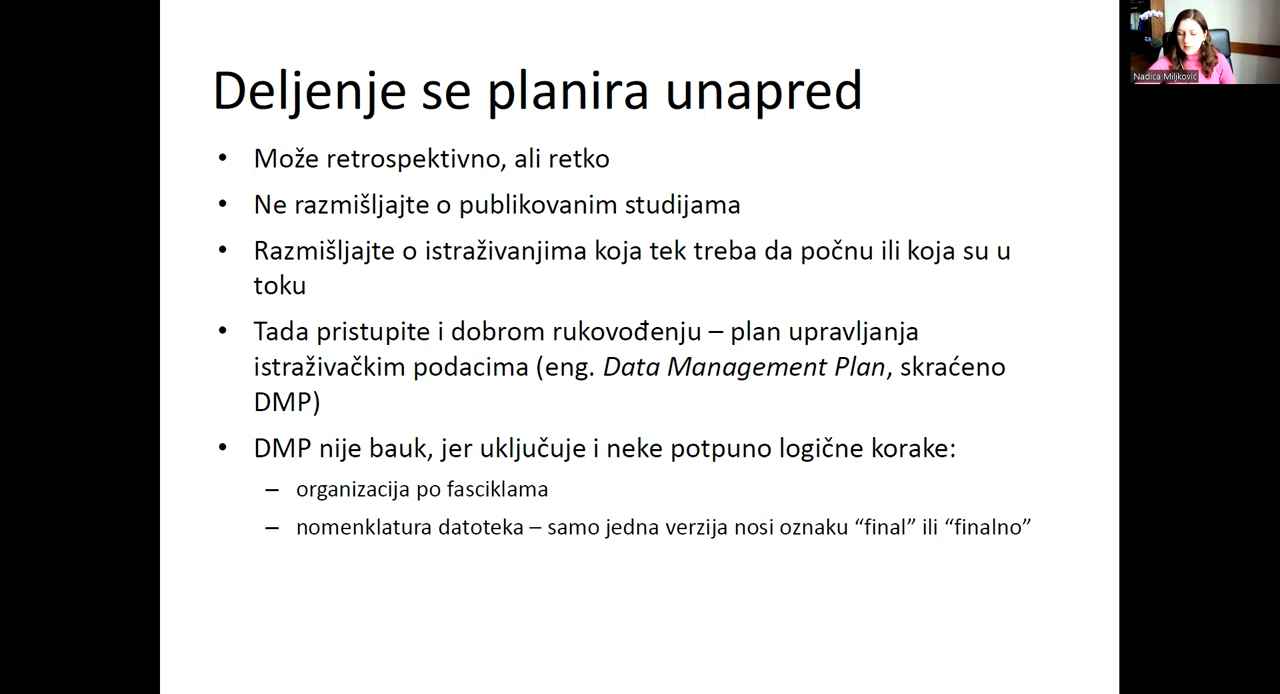 Deljenje se planira unapred
• Može retrospektivno, ali retko
• Ne razmišljajte o publikovanim studijama
• Razmišljajte o istraživanjima koja tek treba da počnu ili koja su u
toku
• Tada pristupite i dobrom rukovođenju – plan upravljanja
istraživačkim podacima (eng. Data Management Plan, skraćeno
DMP)
• DMP nije bauk, jer uključuje i neke potpuno logične korake:
– organizacija po fasciklama
– nomenklatura datoteka – samo jedna verzija nosi oznaku “final” ili “finalno”
Nadica Miljković